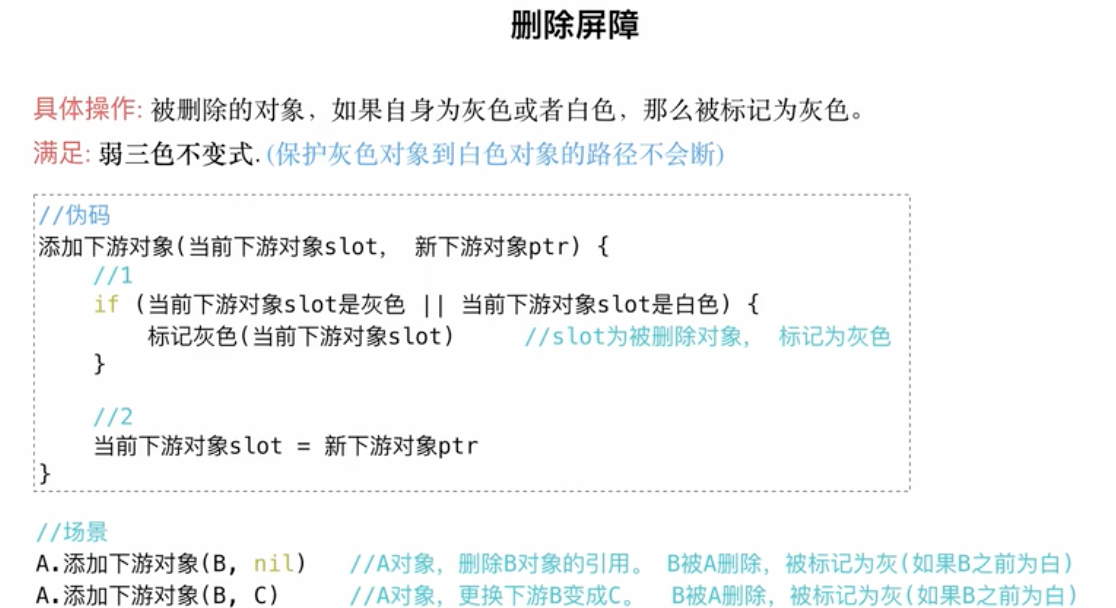 删除屏障
具体操作: 被删除的对象，如果自身为灰色或者白色，那么被标记为灰色。
满足: 弱三色不变式. (保护灰色对象到白色对象的路径不会断)
//伪码
添加下游对象(当前下游对象slot， 新下游对象ptr) {
//1
if (当前下游对象slot是灰色 || 当前下游对象slot是白色) {
标记灰色(当前下游对象slot) //slot为被删除对象， 标记为灰色
}
//2
当前下游对象slot = 新下游对象ptr
}
//场景
A.添加下游对象(B, nil) //A对象，删除B对象的引用。 B被A删除，被标记为灰(如果B之前为白)
A.添加下游对象(B, C) //A对象，更换下游B变成C。 B被A删除，被标记为灰(如果B之前为白)